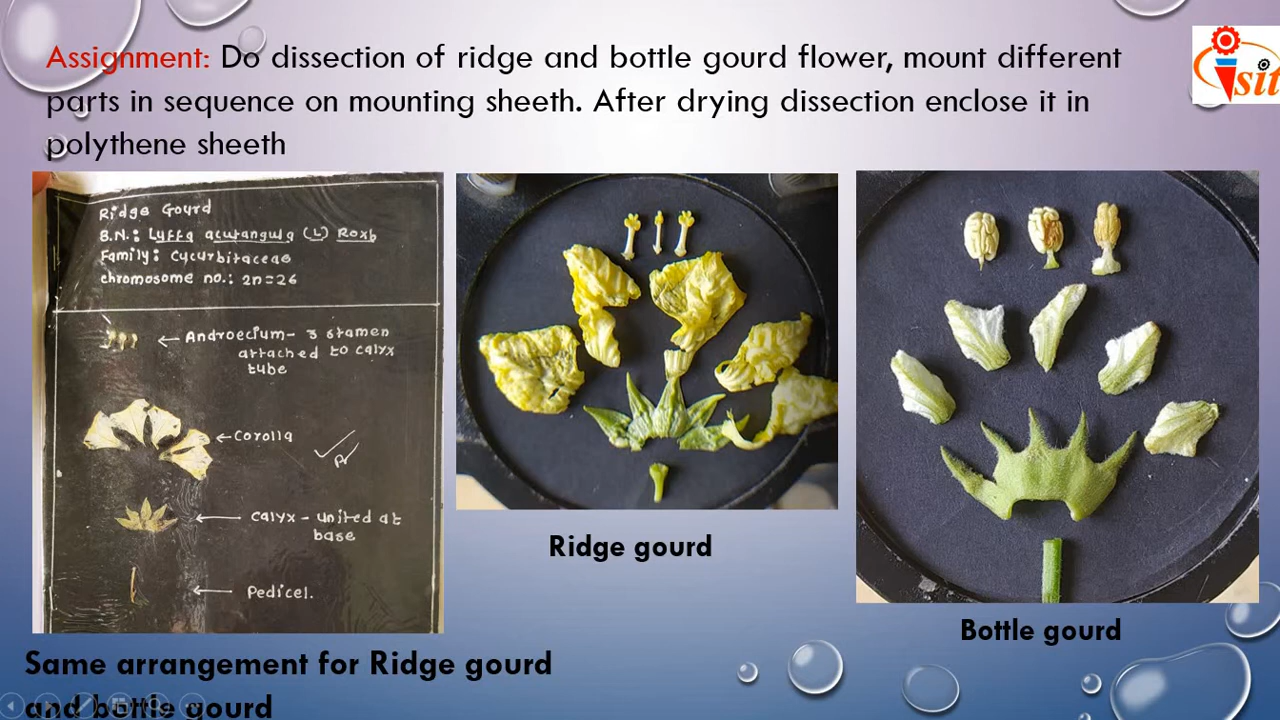 Assignment: Do dissection of ridge and bottle gourd flower, mount different
parts in sequence on mounting sheeth. After drying dissection enclose it in
polythene sheeth
sit
Ridge Gourd
B.N.: Lyffa acutangula (L) Roxb
Family: Cycurbitaceae
chromosome no.: 2n=26
Androecium- 3 stamen
attached to calyx
tube
Corolla
calyx - united at
base
Pedicel.
Ridge gourd
Bottle gourd
Same arrangement for Ridge gourd
and bottle gourd